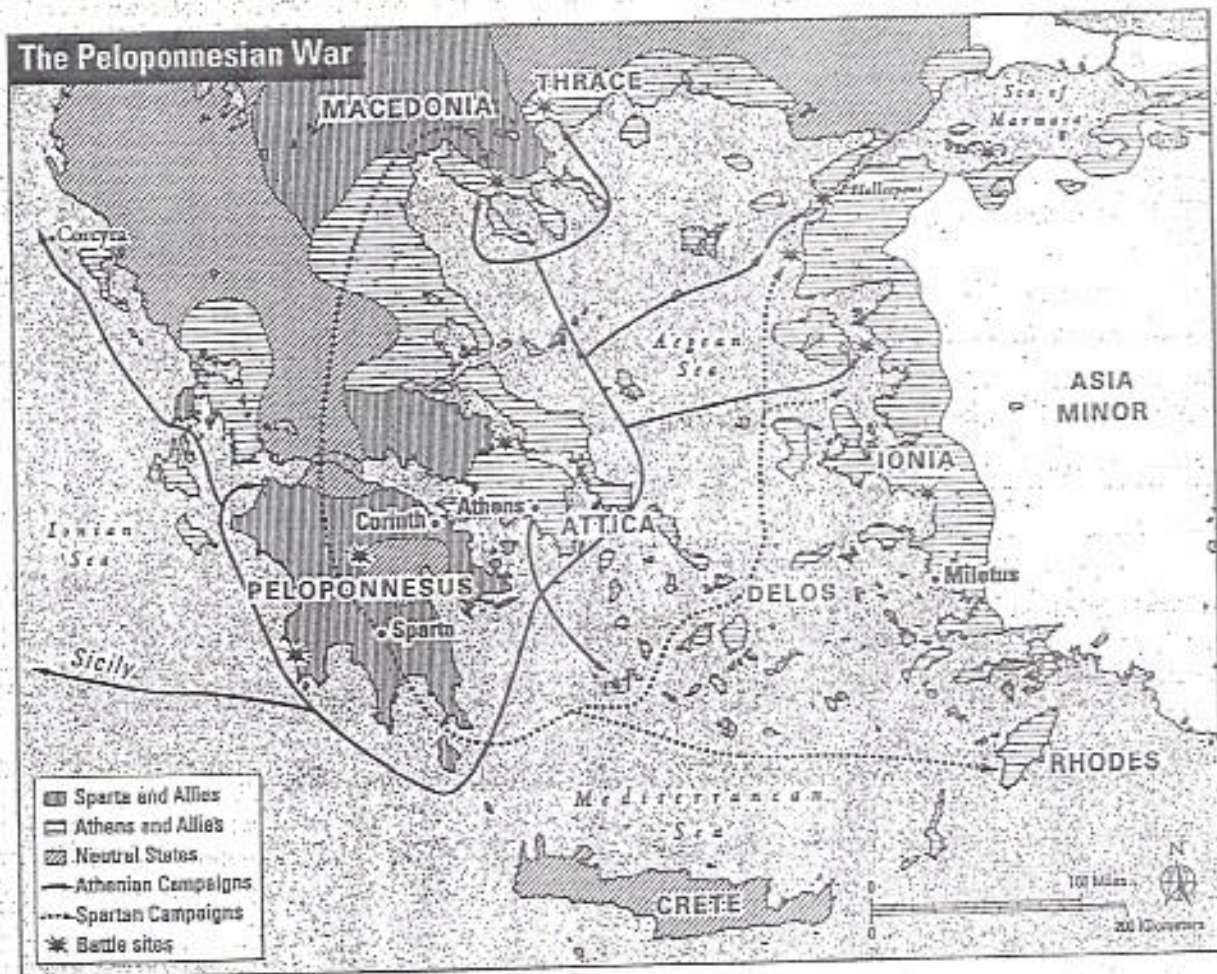 The Peloponnesian War
THRACE
MACEDONIA
Sea of
Marmara
Hellespont
Corcyra
Aegean
Sea
ASIA
MINOR
IONIA
Corinth
Athens
ATTICA
Ionian
Sea
PELOPONNESUS
DELOS
Miletus
Sparta
Sicily
RHODES
Sparta and Allies
Athens and Allies
Neutral States
Athenian Campaigns
Spartan Campaigns
Battle sites
Mediterranean
Sea
CRETE
N
0
100 Miles
0
200 Kilometers